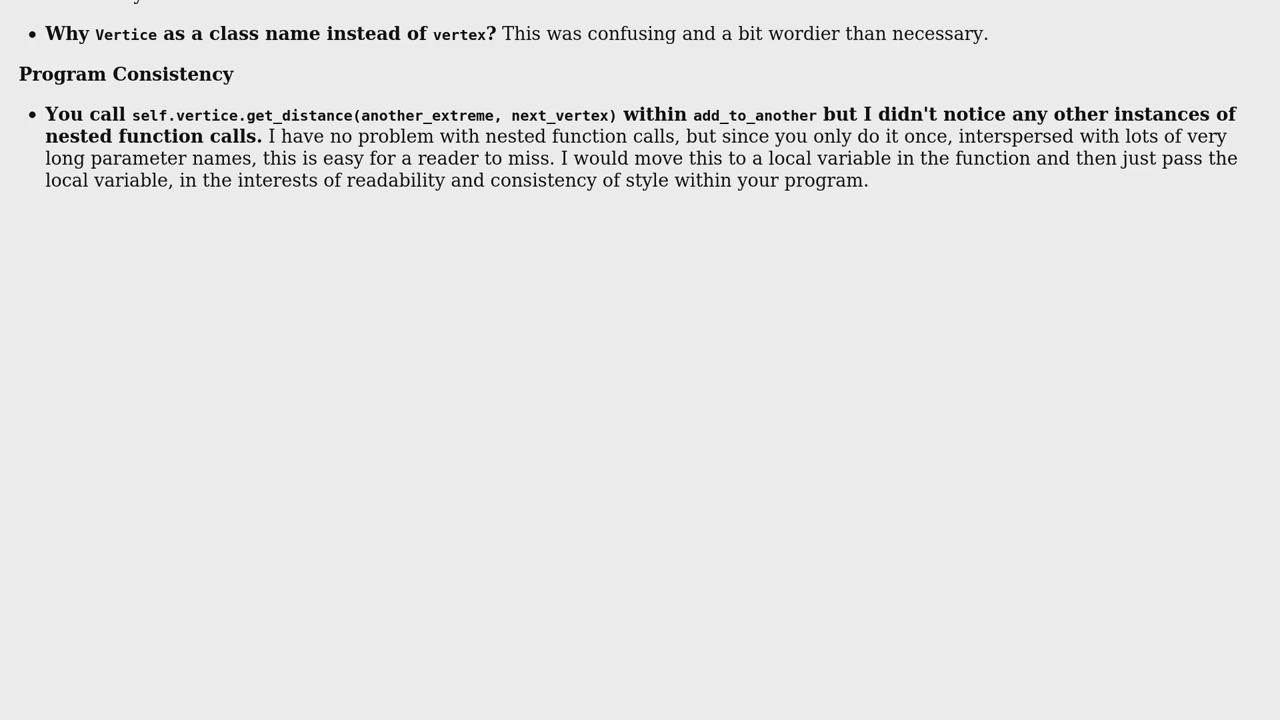 • Why Vertice as a class name instead of vertex? This was confusing and a bit wordier than necessary.
Program Consistency
• You call self.vertice.get_distance(another_extreme, next_vertex) within add_to_another but I didn't notice any other instances of
nested function calls. I have no problem with nested function calls, but since you only do it once, interspersed with lots of very
long parameter names, this is easy for a reader to miss. I would move this to a local variable in the function and then just pass the
local variable, in the interests of readability and consistency of style within your program.